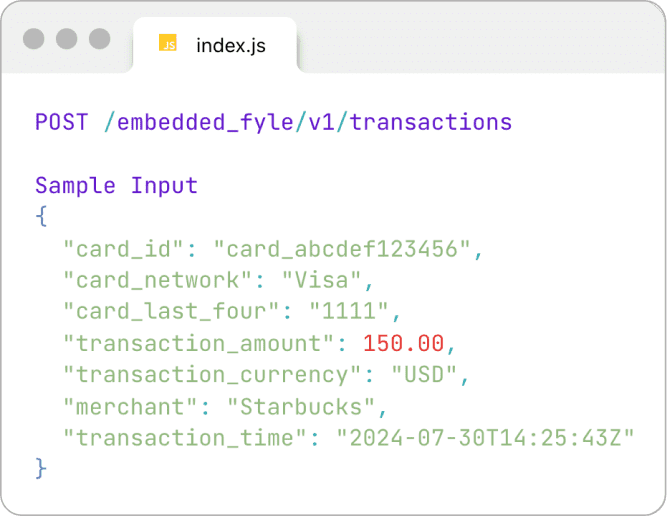 JS index.js
POST /embedded_fyle/v1/transactions
Sample Input
{
"card_id": "card_abcdef123456",
"card_network": "Visa",
"card_last_four": "1111",
"transaction_amount": 150.00,
"transaction_currency": "USD",
"merchant": "Starbucks",
"transaction_time": "2024-07-30T14:25:43Z"
}